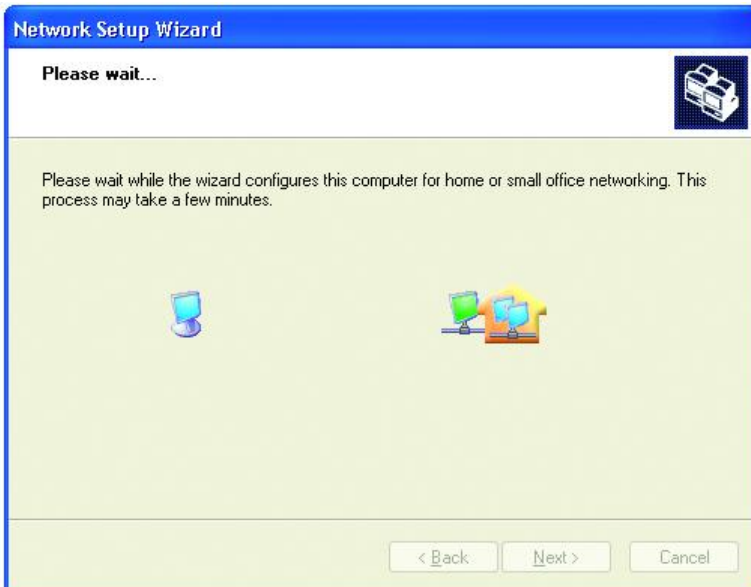 Network Setup Wizard
Please wait...
Please wait while the wizard configures this computer for home or small office networking. This
process may take a few minutes.
< Back Next > Cancel